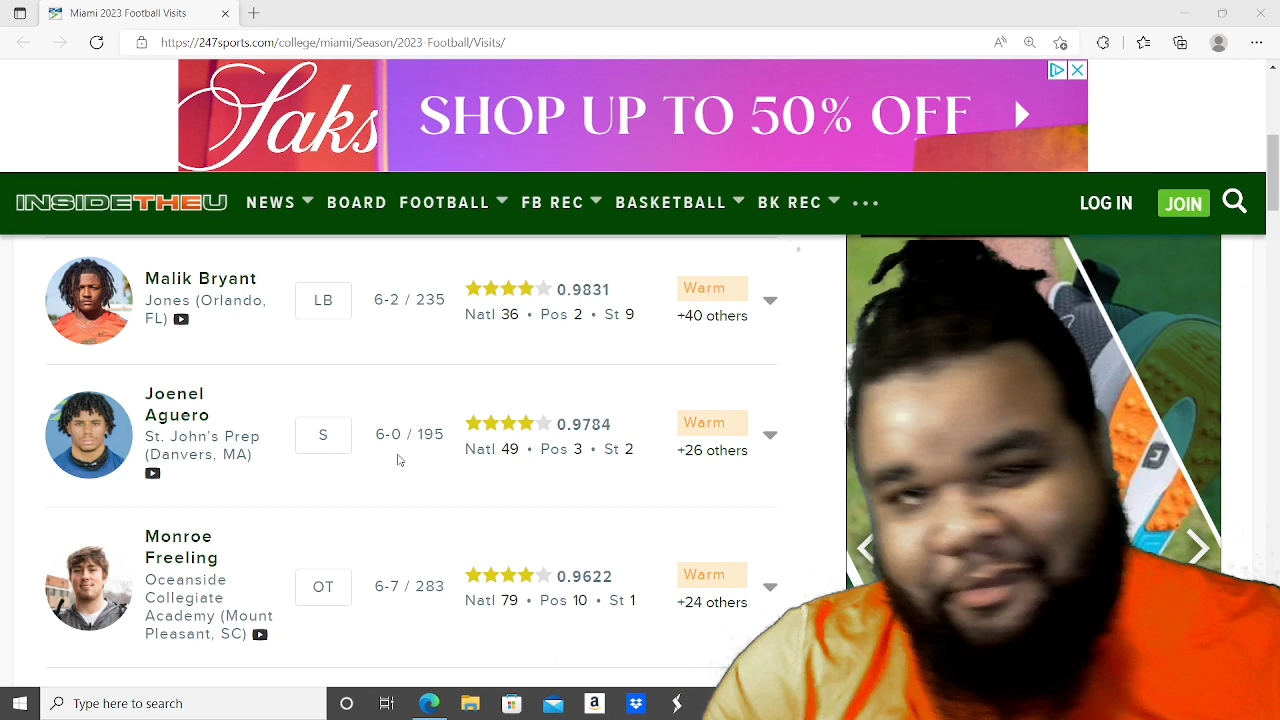 Miami 2023 Football Visits
https://247sports.com/college/miami/Season/2023-Football/Visits/
Saks
SHOP UP TO 50% OFF
INSIDETHEU NEWS BOARD FOOTBALL FB REC BASKETBALL BK REC LOG IN JOIN
Malik Bryant
Jones (Orlando,
FL)
LB
6-2 / 235
0.9831
Natl 36 • Pos 2 • St 9
Warm
+40 others
Joenel
Aguero
St. John's Prep
(Danvers, MA)
S
6-0 / 195
0.9784
Natl 49 • Pos 3 • St 2
Warm
+26 others
Monroe
Freeling
Oceanside
Collegiate
Academy (Mount
Pleasant, SC)
OT
6-7 / 283
0.9622
Natl 79 • Pos 10 • St 1
Warm
+24 others
Type here to search
a